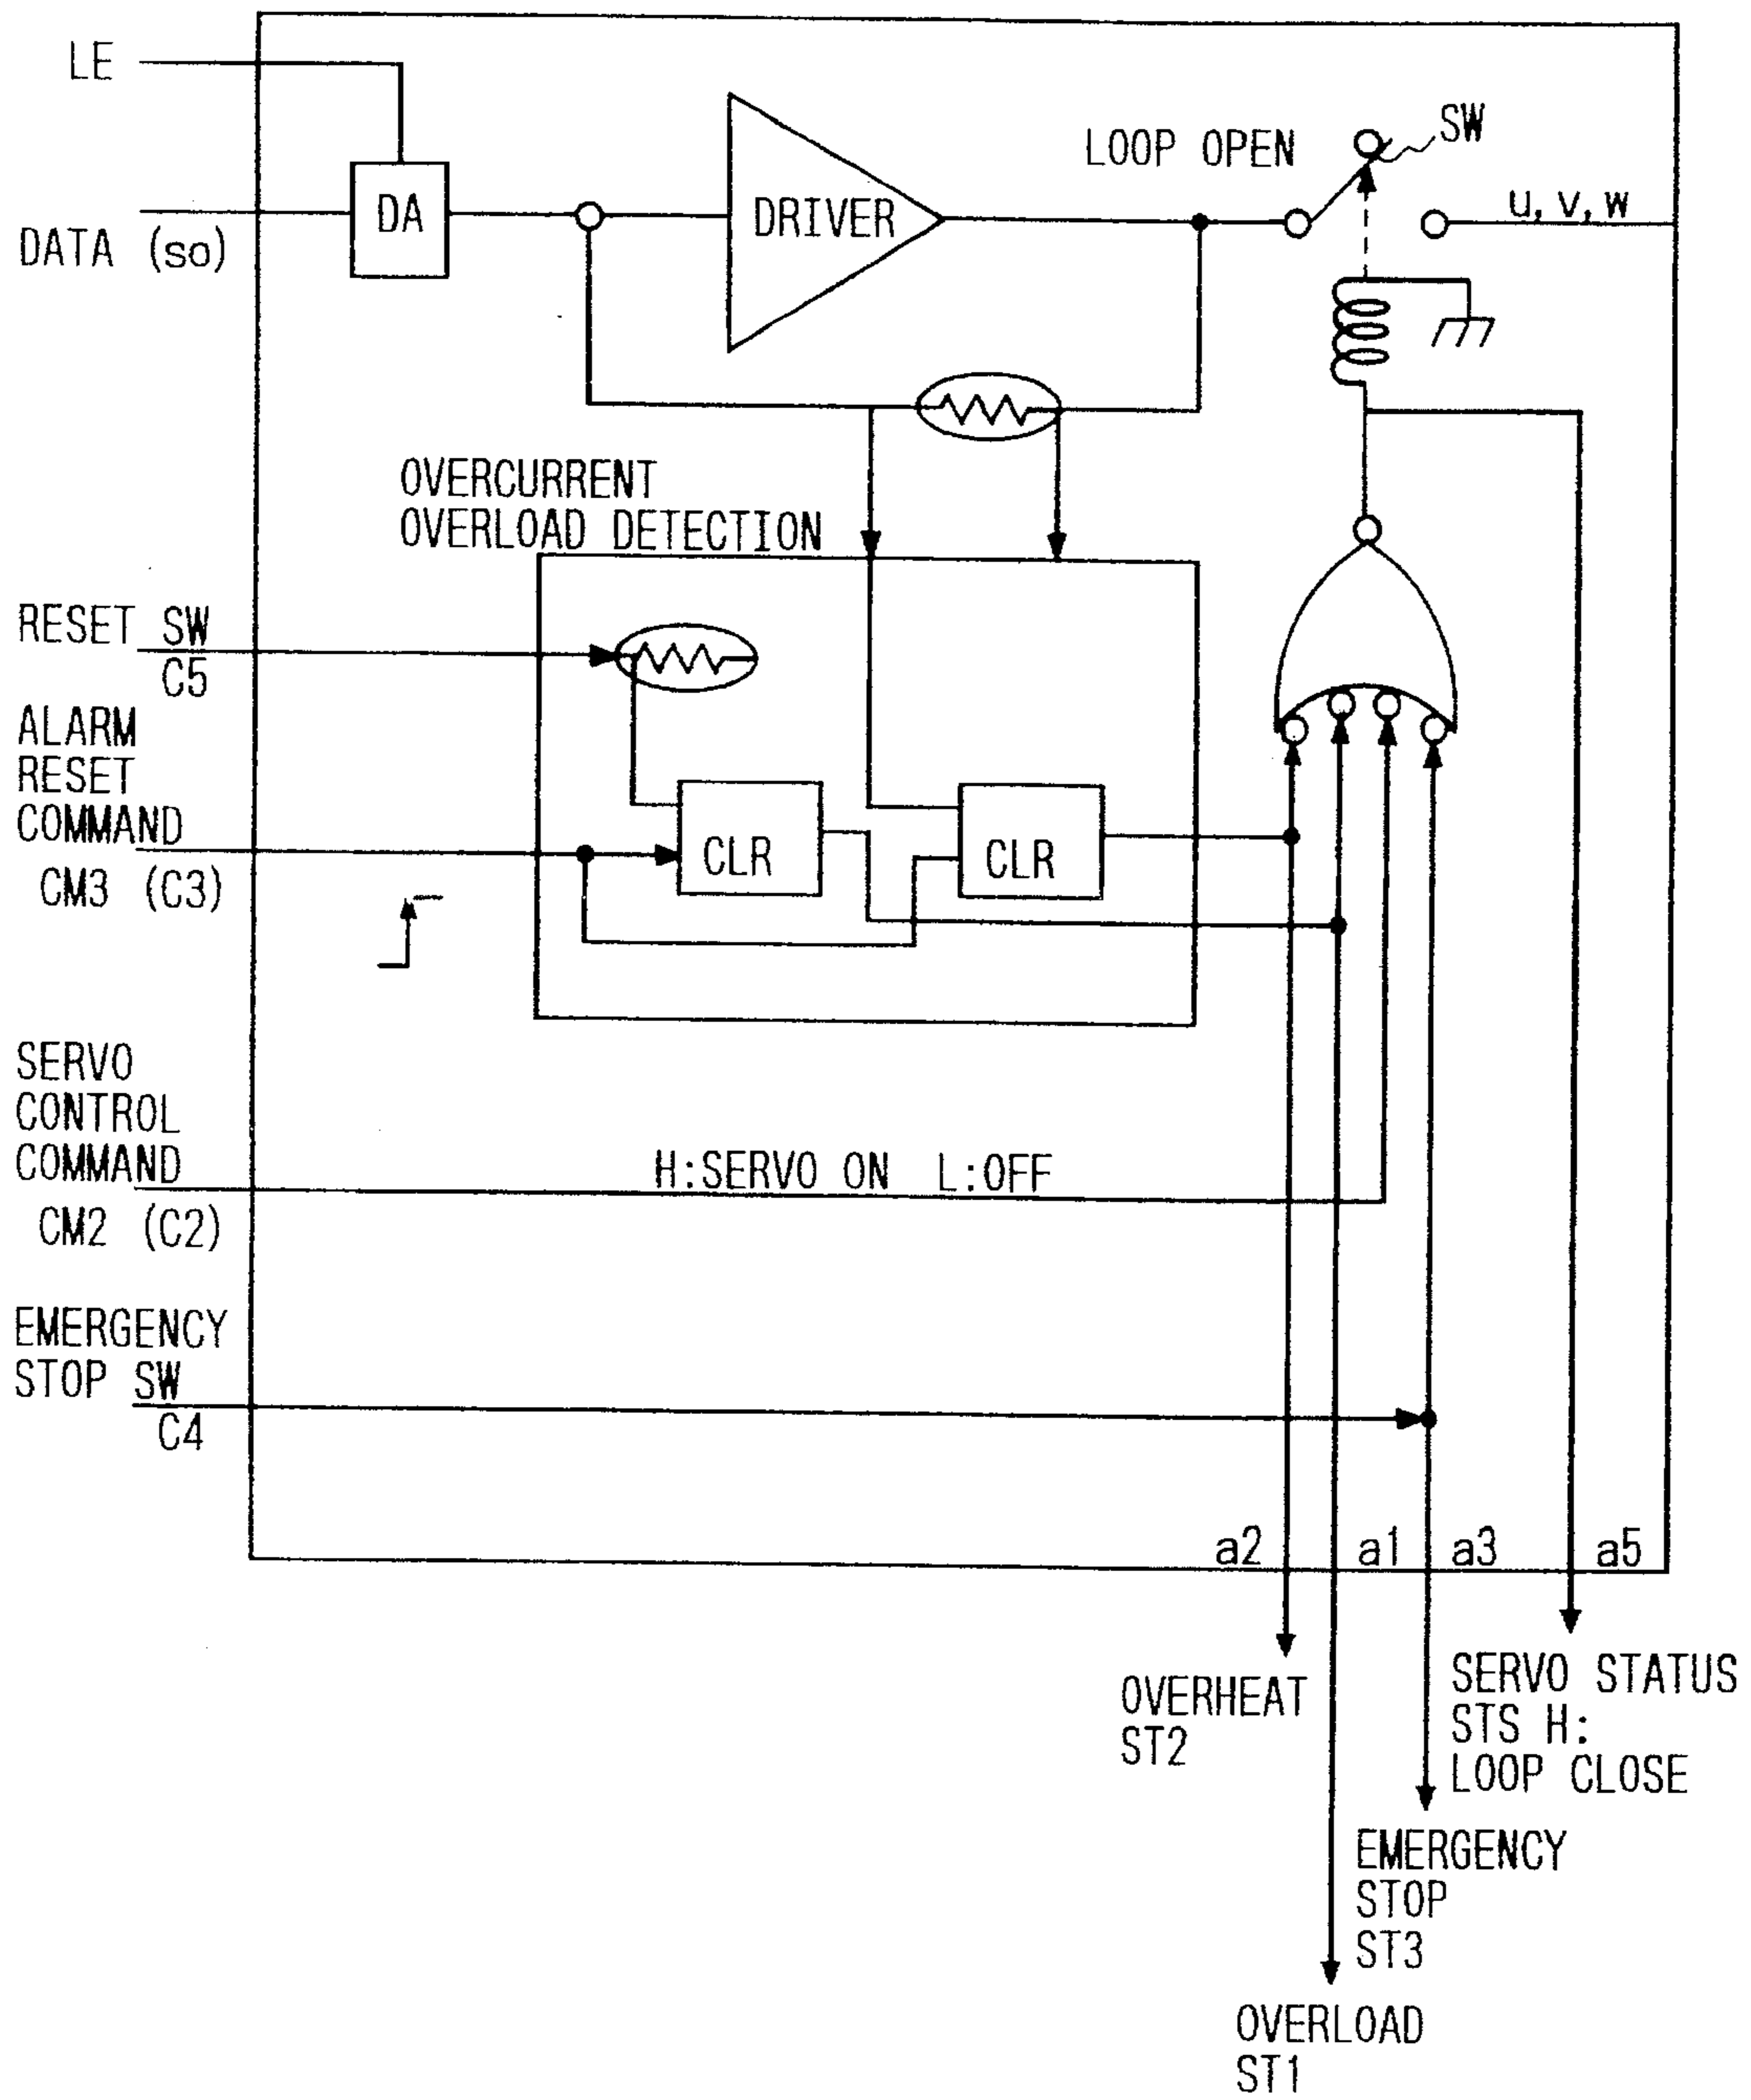 LE
SW
LOOP OPEN
u, v, w
DA
DRIVER
DATA (so)
OVERCURRENT
OVERLOAD DETECTION
RESET SW
C5
ALARM
RESET
COMMAND
CM3 (C3)
CLR
CLR
SERVO
CONTROL
COMMAND
CM2 (C2)
H:SERVO ON L:OFF
EMERGENCY
STOP SW
C4
a2
a1
a3
a5
OVERHEAT
ST2
SERVO STATUS
STS H:
LOOP CLOSE
EMERGENCY
STOP
ST3
OVERLOAD
ST1